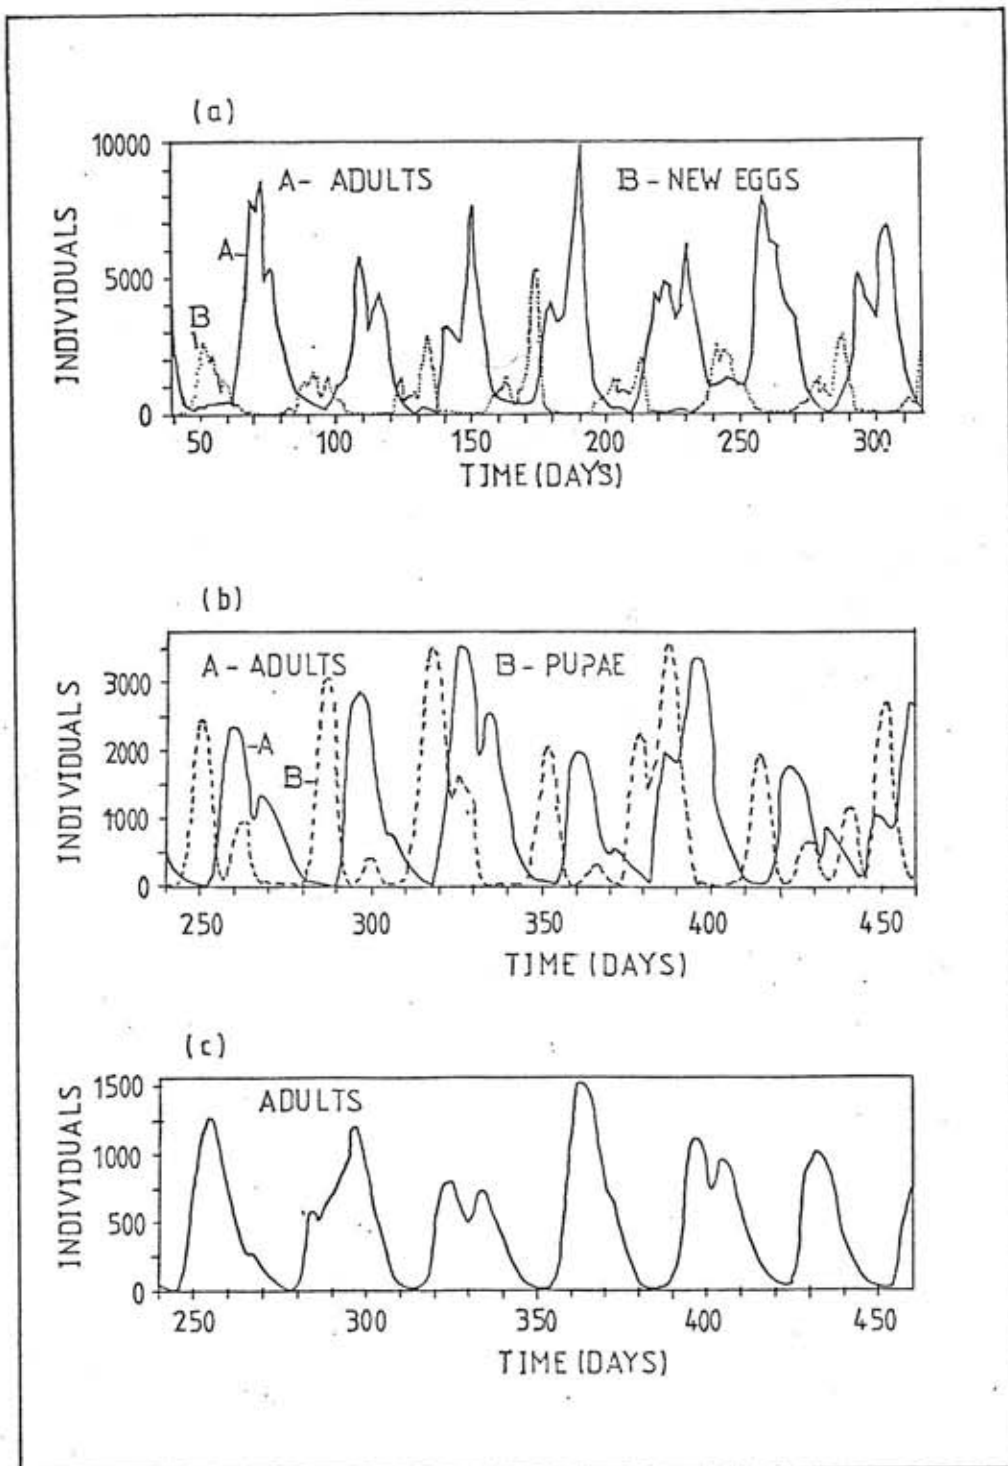 (a)
10000
A- ADULTS B - NEW EGGS
A-
B
5000
0
INDIVIDUALS
50 100 150 200 250 300
TIME (DAYS)
(b)
A - ADULTS B - PUPAE
3000
2000
-A
B-
1000
0
INDIVIDUALS
250 300 350 400 450
TIME (DAYS)
(c)
1500
ADULTS
1000
500
0
INDIVIDUALS
250 300 350 400 450
TIME (DAYS)